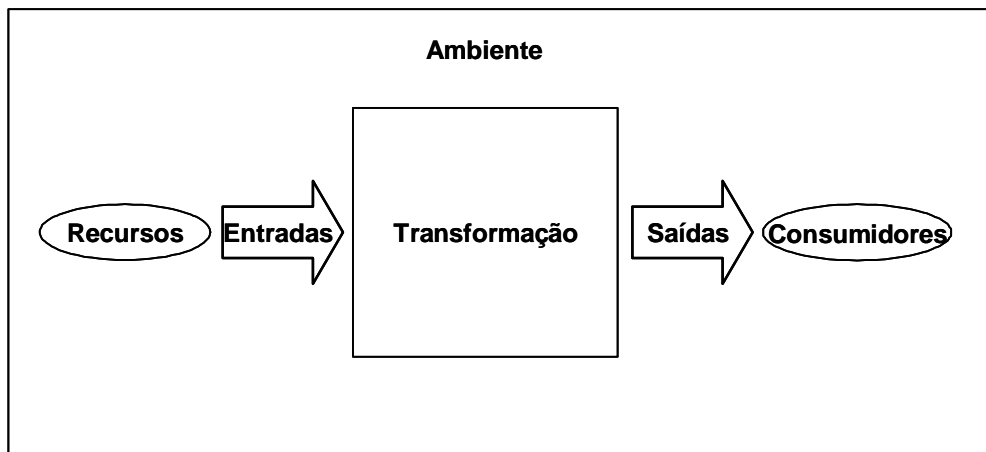 Ambiente
Recursos
Entradas
Transformação
Saídas
Consumidores